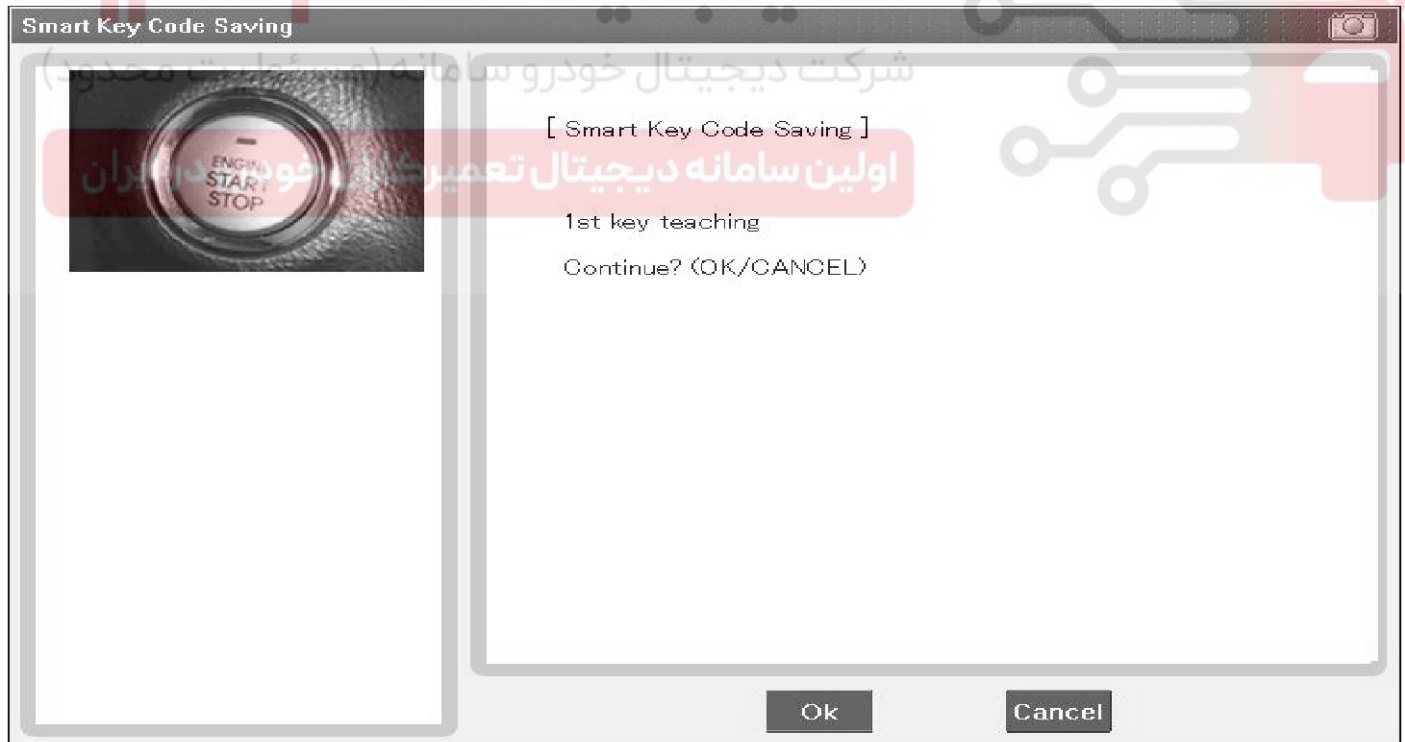 Smart Key Code Saving
شرکت دیجیتال خودرو سامانه (مسئولیت محدود)
[ Smart Key Code Saving ]
اولین سامانه دیجیتال تعمیرکاران خودرو در ایران
ENGINE
START
STOP
1st key teaching
Continue? (OK/CANCEL)
Ok
Cancel